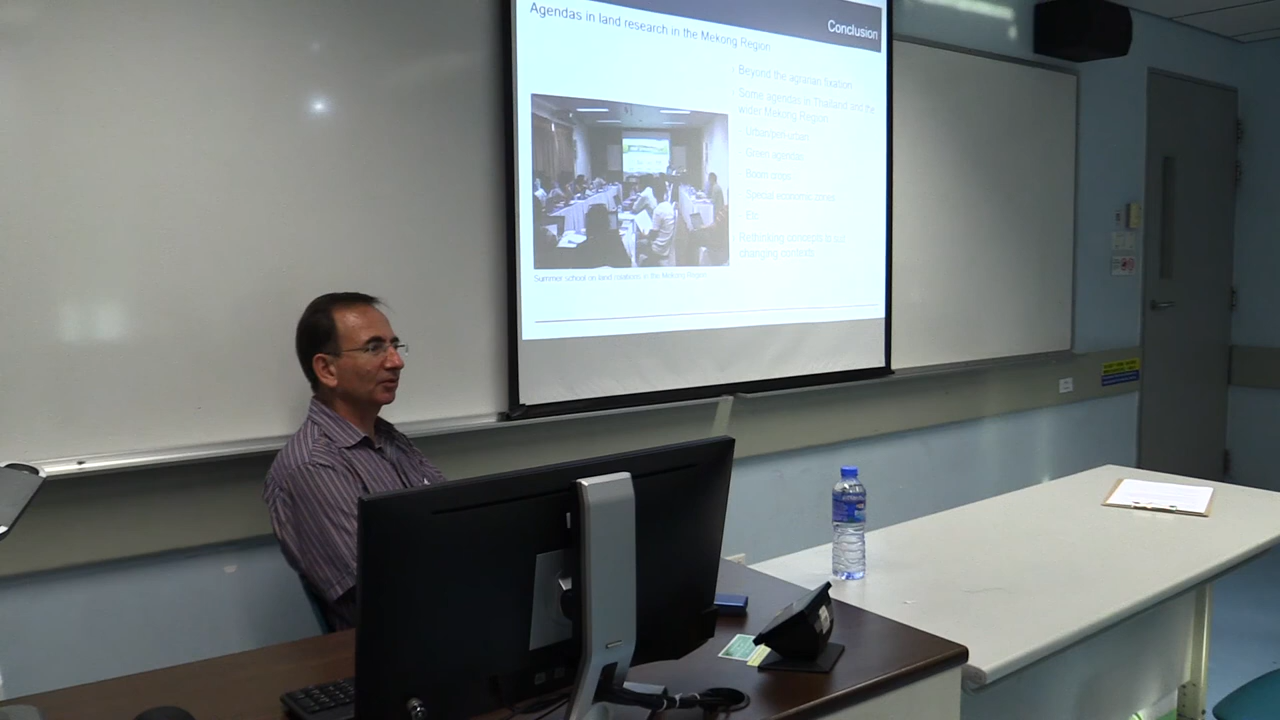 Conclusion
Agendas in land research in the Mekong Region
Beyond the agrarian fixation
Some agendas in Thailand and the
wider Mekong Region
Urban/peri-urban
Green agendas
Boom crops
Special economic zones
Etc.
Rethinking concepts to suit
changing contexts
Summer school on land relations in the Mekong Region